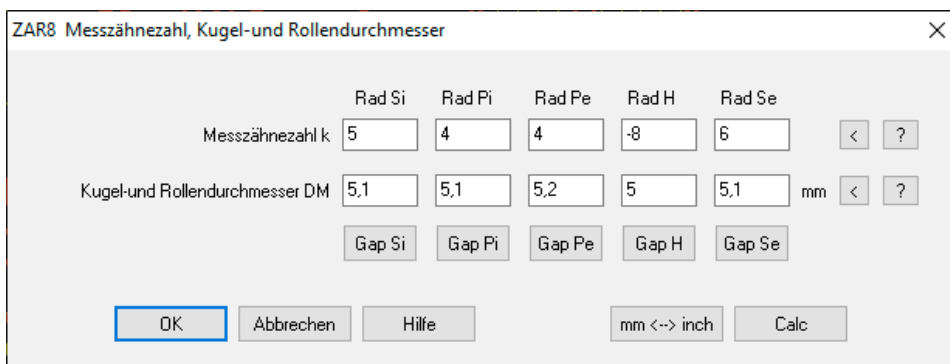 ZAR8 Messzähnezahl, Kugel-und Rollendurchmesser
Rad Si Rad Pi Rad Pe Rad H Rad Se
Messzähnezahl k 5 4 4 -8 6 < ?
Kugel-und Rollendurchmesser DM 5,1 5,1 5,2 5 5,1 mm < ?
Gap Si Gap Pi Gap Pe Gap H Gap Se
OK Abbrechen Hilfe mm <--> inch Calc